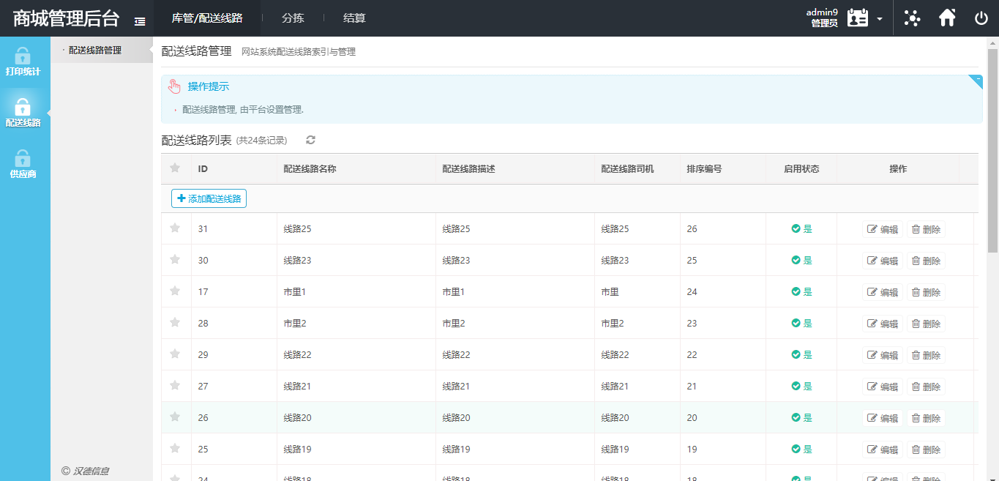 商城管理后台
库管/配送线路 分拣 结算
admin9
管理员
打印统计
配送线路
供应商
· 配送线路管理
© 汉德信息
配送线路管理 网站系统配送线路索引与管理
操作提示
· 配送线路管理, 由平台设置管理.
配送线路列表 (共24条记录)
ID 配送线路名称 配送线路描述 配送线路司机 排序编号 启用状态 操作
添加配送线路
31 线路25 线路25 线路25 26 是 编辑 删除
30 线路23 线路23 线路23 25 是 编辑 删除
17 市里1 市里1 市里 24 是 编辑 删除
28 市里2 市里2 市里2 23 是 编辑 删除
29 线路22 线路22 线路22 22 是 编辑 删除
27 线路21 线路21 线路21 21 是 编辑 删除
26 线路20 线路20 线路20 20 是 编辑 删除
25 线路19 线路19 线路19 19 是 编辑 删除
24 线路18 线路18 线路18 18 是 编辑 删除